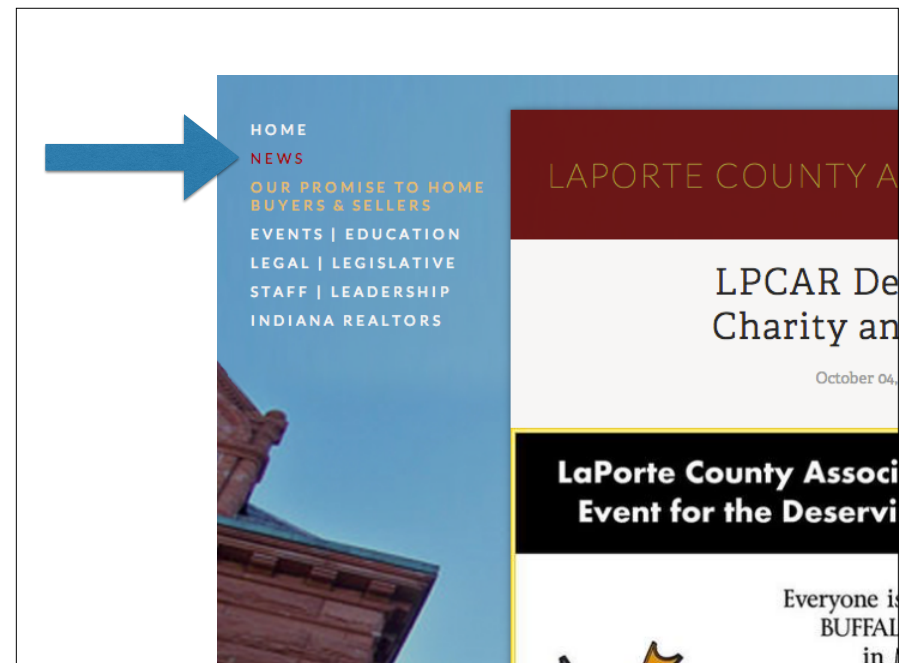 HOME
NEWS
OUR PROMISE TO HOME
BUYERS & SELLERS
EVENTS | EDUCATION
LEGAL | LEGISLATIVE
STAFF | LEADERSHIP
INDIANA REALTORS
LAPORTE COUNTY A
LPCAR De
Charity an
October 04,
LaPorte County Associ
Event for the Deservi
Everyone is
BUFFAL
in